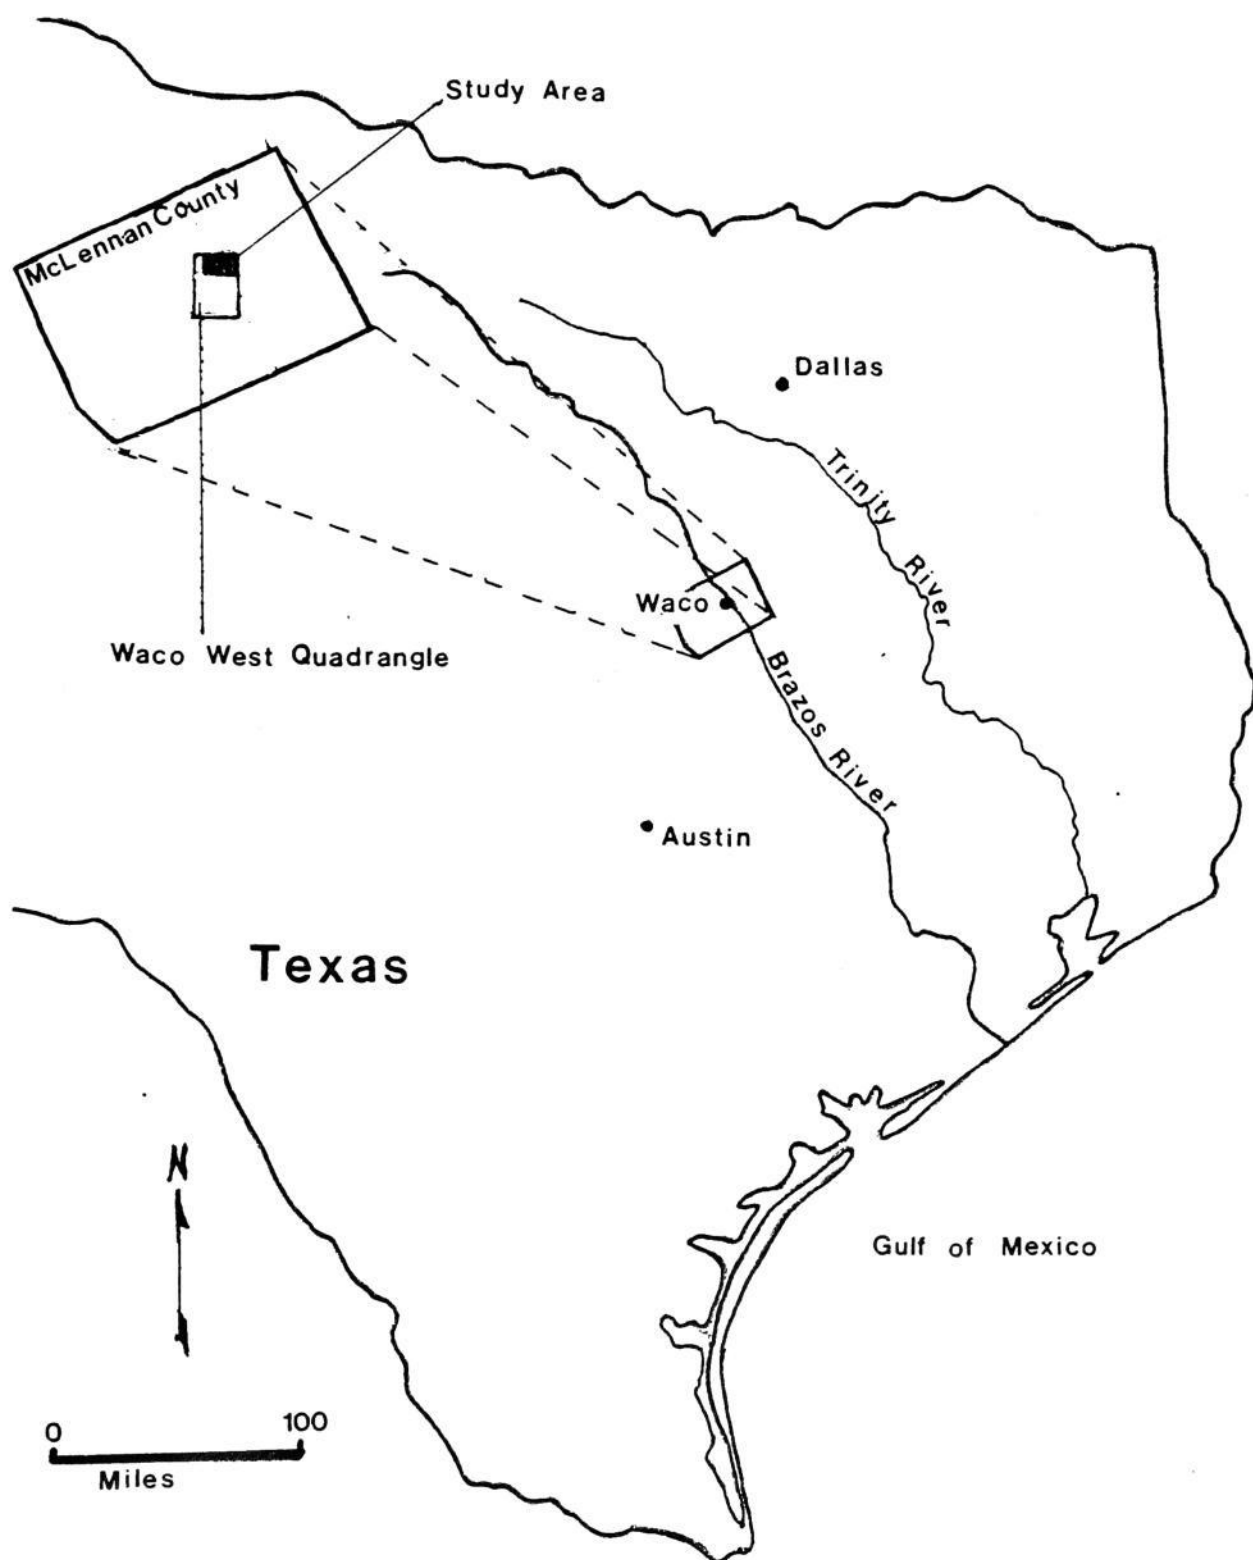 Study Area
McLennan County
Dallas
Trinity River
Waco
Waco West Quadrangle
Brazos River
Austin
Texas
N
Gulf of Mexico
0 100
Miles